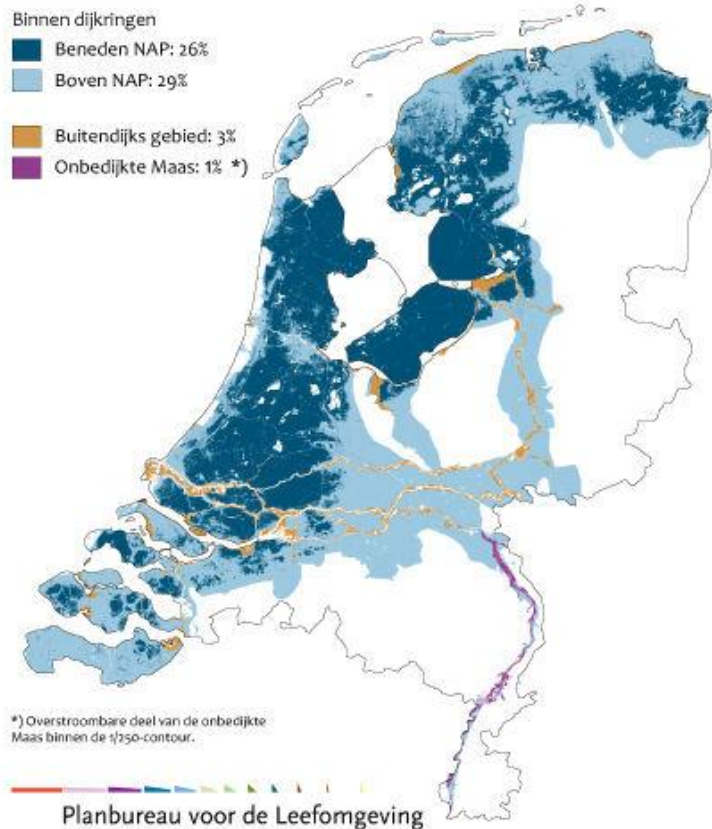 Binnen dijkringen
Beneden NAP: 26%
Boven NAP: 29%
Buitendijks gebied: 3%
Onbedijkte Maas: 1% *)
*) Overstroombare deel van de onbedijkte
Maas binnen de 1/250-contour.
Planbureau voor de Leefomgeving